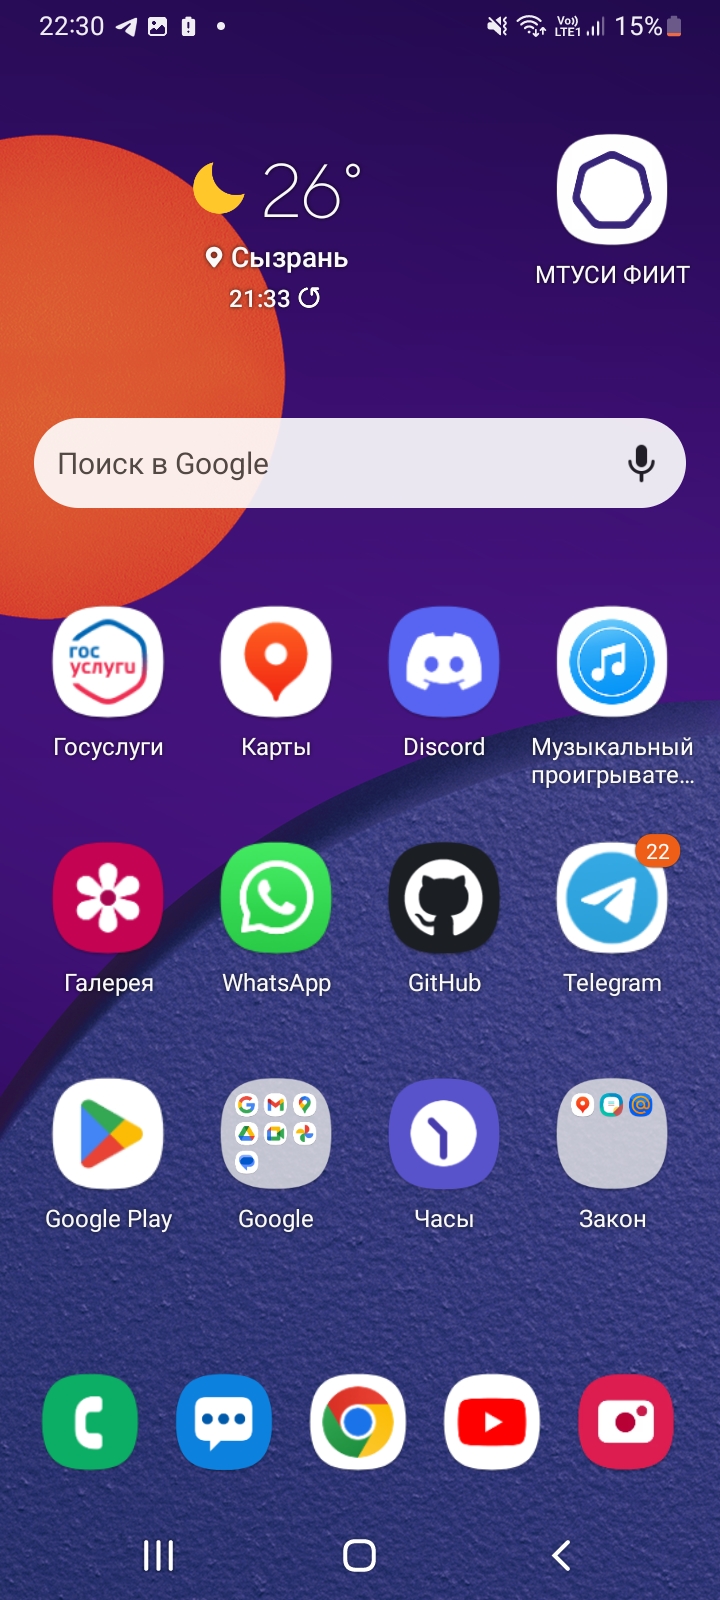 22:30
Vo))
LTE1
15%
26°
Сызрань
21:33
МТУСИ ФИИТ
Поиск в Google
гос
услуги
Госуслуги
Карты
Discord
Музыкальный
проигрывате...
22
Галерея
WhatsApp
GitHub
Telegram
Google Play
Google
Часы
Закон